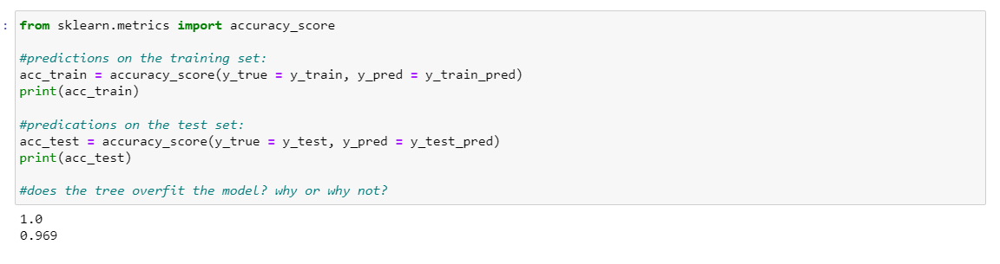 : from sklearn.metrics import accuracy_score
#predictions on the training set:
acc_train = accuracy_score(y_true = y_train, y_pred = y_train_pred)
print(acc_train)
#predications on the test set:
acc_test = accuracy_score(y_true = y_test, y_pred = y_test_pred)
print(acc_test)
#does the tree overfit the model? why or why not?
1.0
0.969